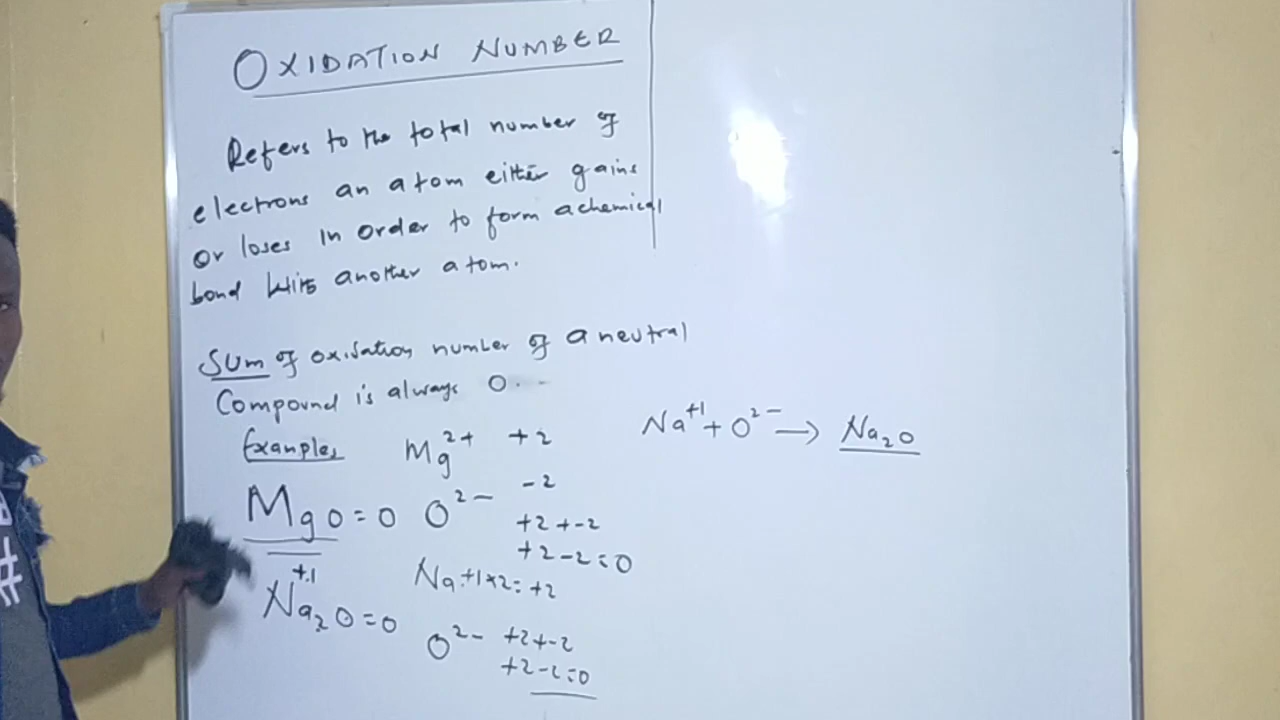 OXIDATION NUMBER
Refers to the total number of
electrons an atom either gains
or loses in order to form a chemical
bond with another atom.
Sum of oxidation number of a neutral
Compound is always 0.
Examples
Mg²⁺ +2
MgO = 0 O²⁻ -2
+2+-2
+2-2=0
+1
Na₂O = 0
Na +1×2= +2
O²⁻ +2+-2
+2-2=0
Na⁺¹ + O²⁻ → Na₂O
#